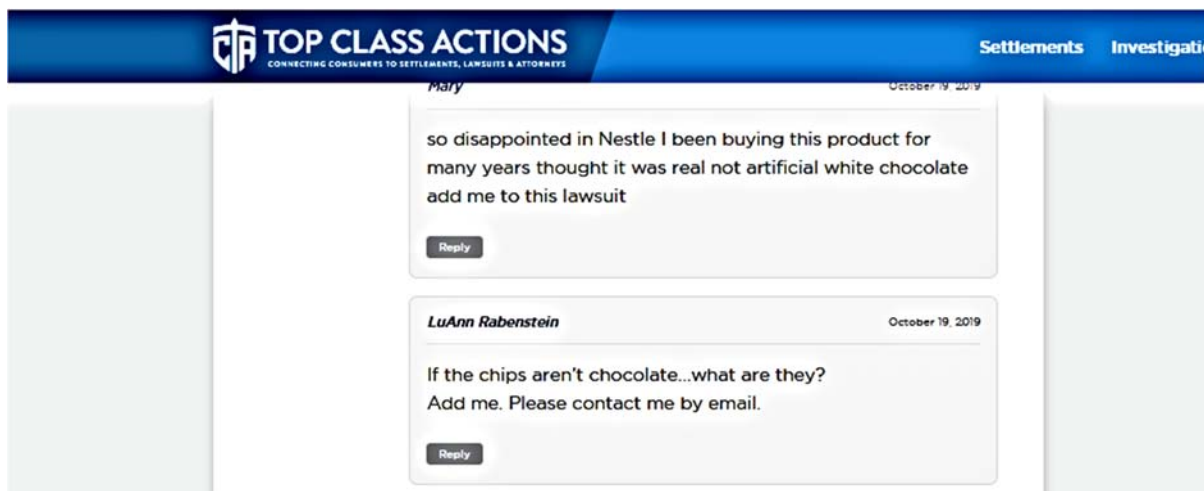 TOP CLASS ACTIONS
CONNECTING CONSUMERS TO SETTLEMENTS, LAWSUITS & ATTORNEYS
Settlements Investigati
Mary October 19, 2019
so disappointed in Nestle I been buying this product for
many years thought it was real not artificial white chocolate
add me to this lawsuit
Reply
LuAnn Rabenstein October 19, 2019
If the chips aren't chocolate...what are they?
Add me. Please contact me by email.
Reply